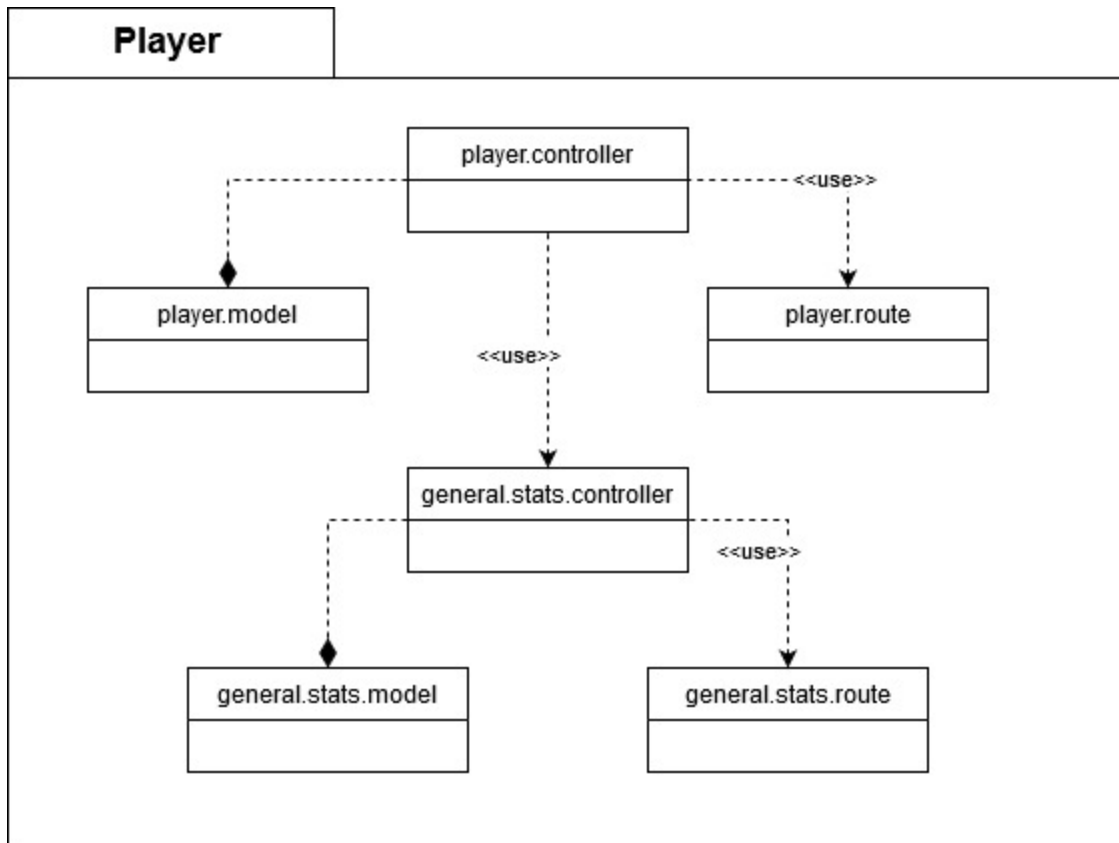 Player
player.controller
<<use>>
player.model
player.route
<<use>>
general.stats.controller
<<use>>
general.stats.model
general.stats.route